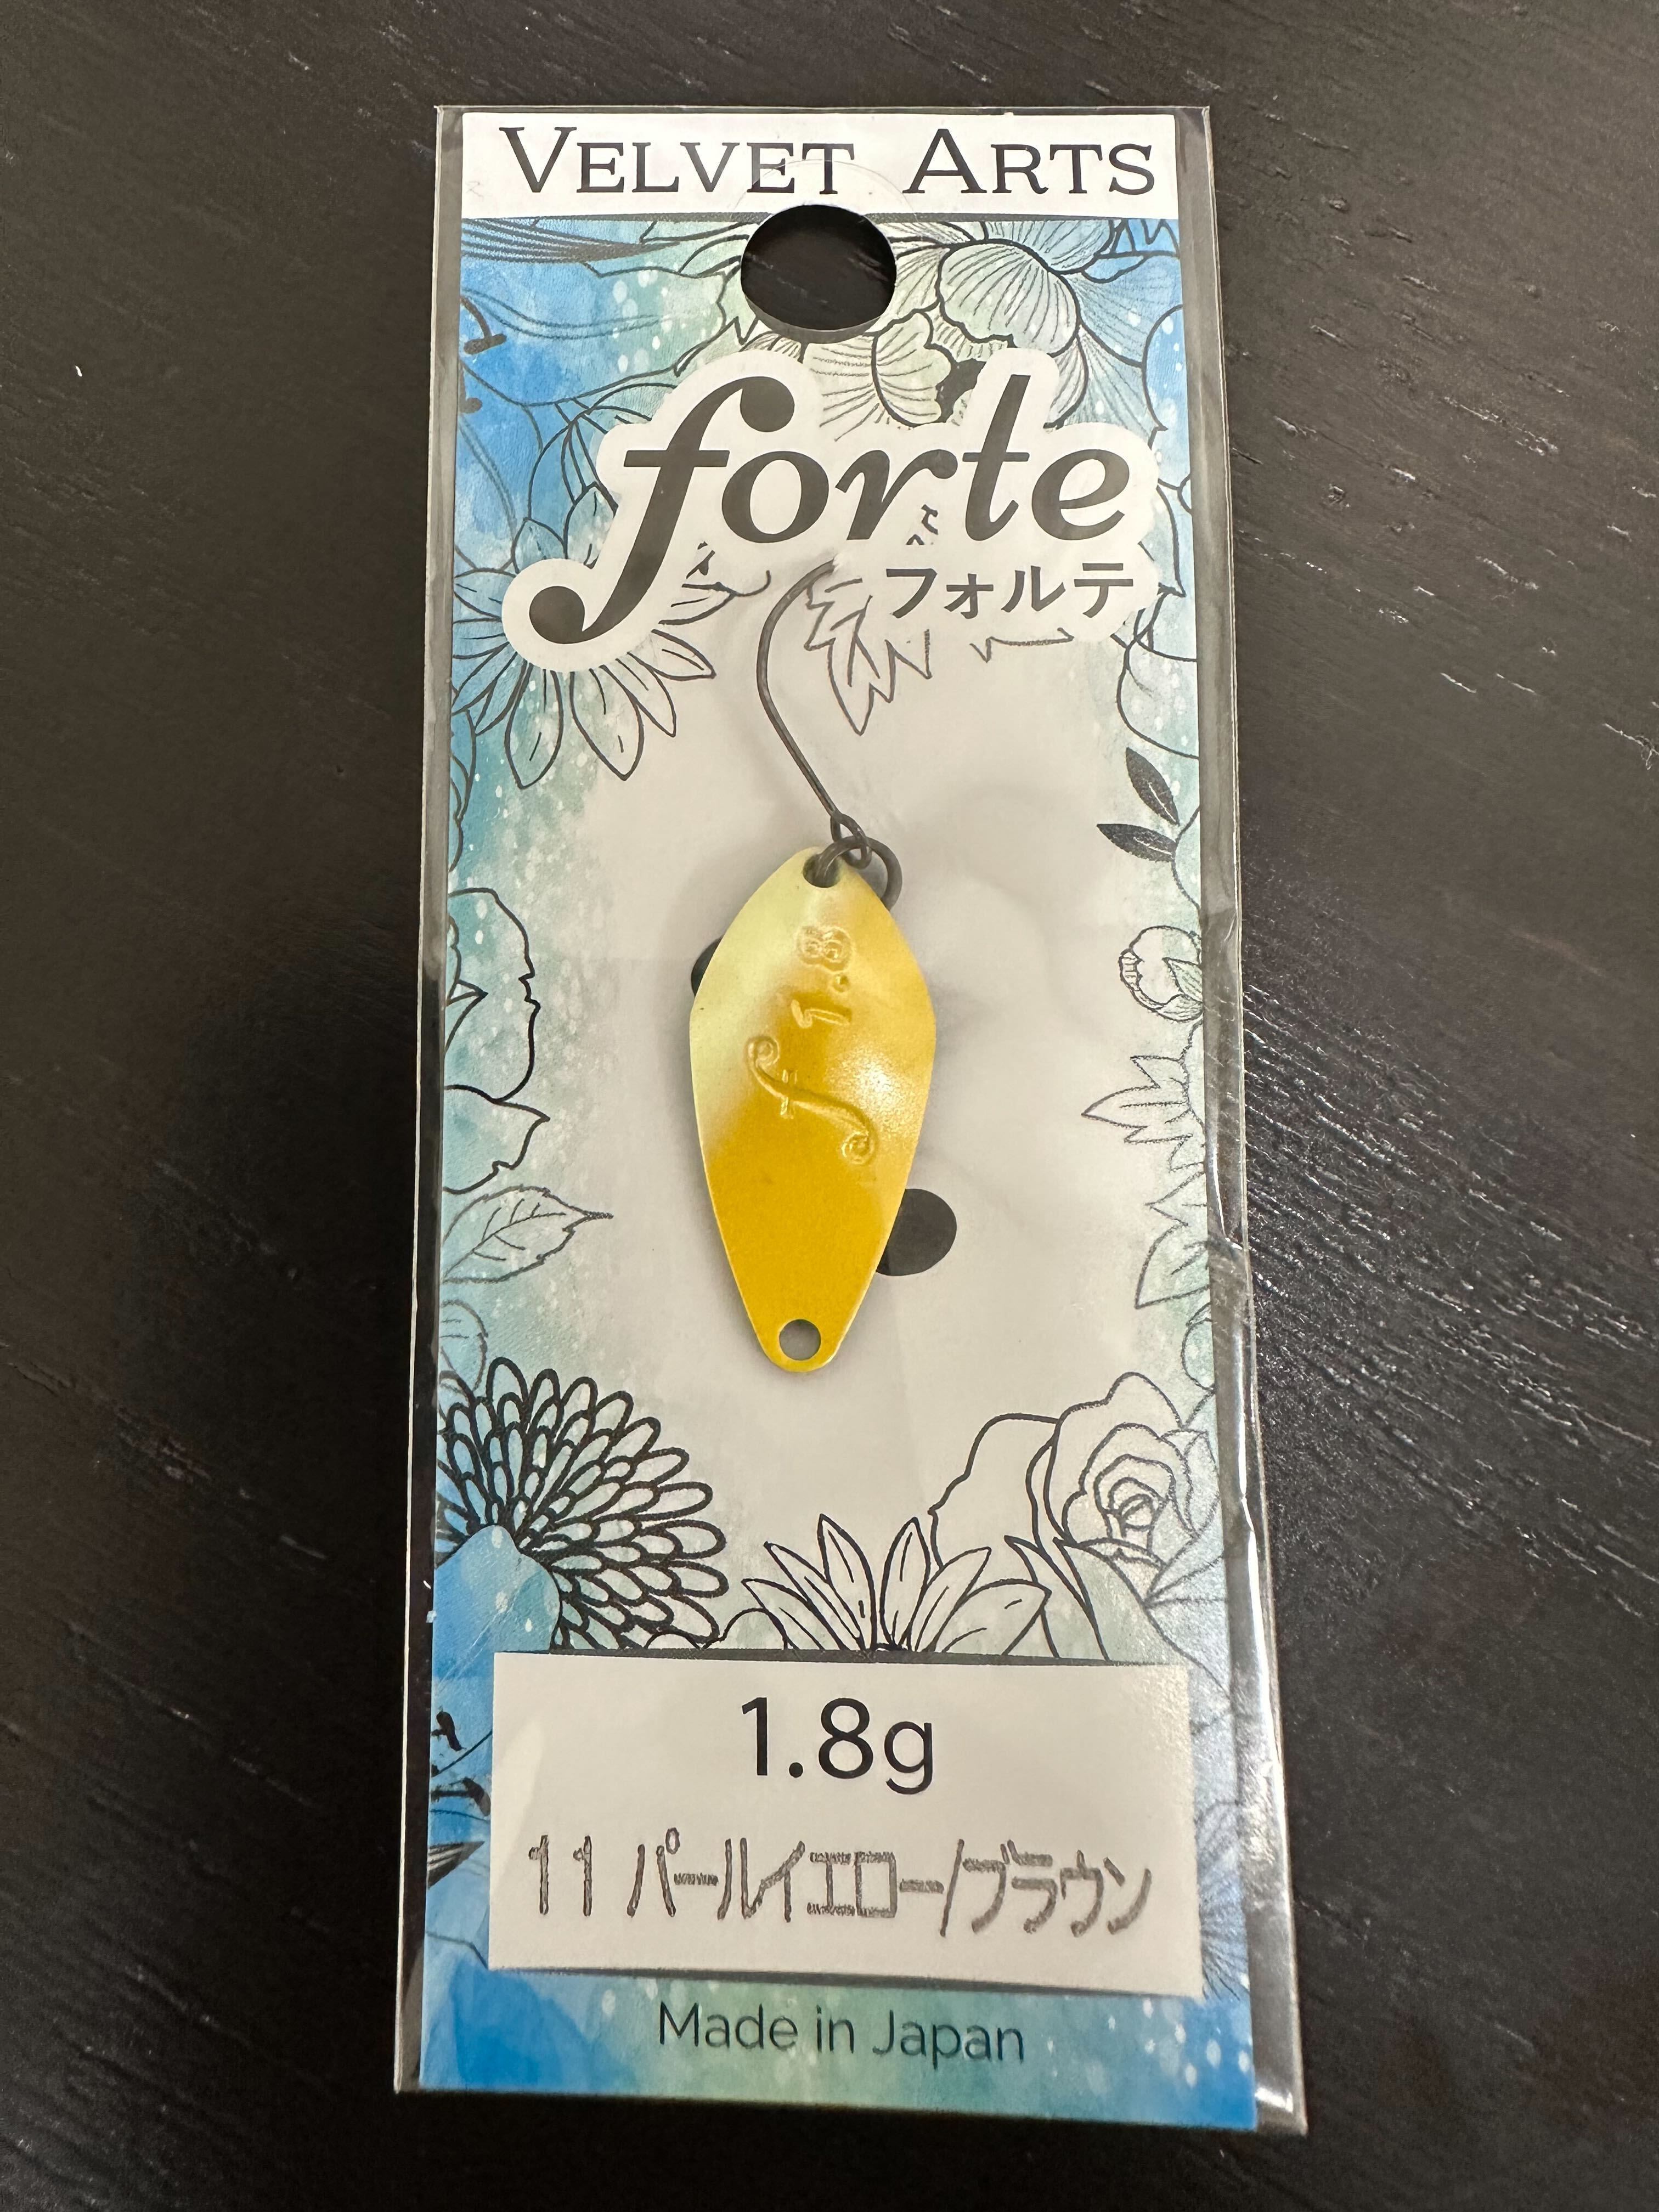 VELVET ARTS
forte
フォルテ
1.8
f
1.8g
11 パールイエロー/ブラウン
Made in Japan